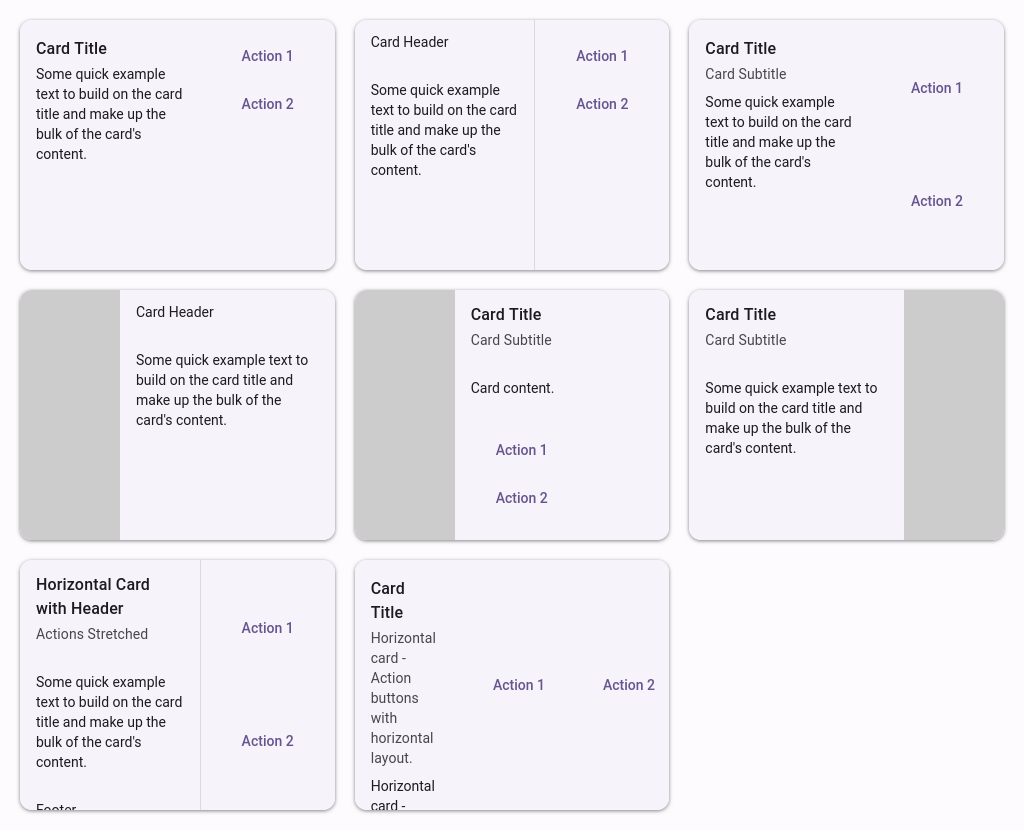 Card Title
Some quick example
text to build on the card
title and make up the
bulk of the card's
content.
Action 1
Action 2
Card Header
Some quick example
text to build on the card
title and make up the
bulk of the card's
content.
Action 1
Action 2
Card Title
Card Subtitle
Some quick example
text to build on the card
title and make up the
bulk of the card's
content.
Action 1
Action 2
Card Header
Some quick example text to
build on the card title and
make up the bulk of the
card's content.
Card Title
Card Subtitle
Card content.
Action 1
Action 2
Card Title
Card Subtitle
Some quick example text to
build on the card title and
make up the bulk of the
card's content.
Horizontal Card
with Header
Actions Stretched
Some quick example
text to build on the card
title and make up the
bulk of the card's
content.
Footer
Action 1
Action 2
Card
Title
Horizontal
card -
Action
buttons
with
horizontal
layout.
Horizontal
card -
Action 1
Action 2